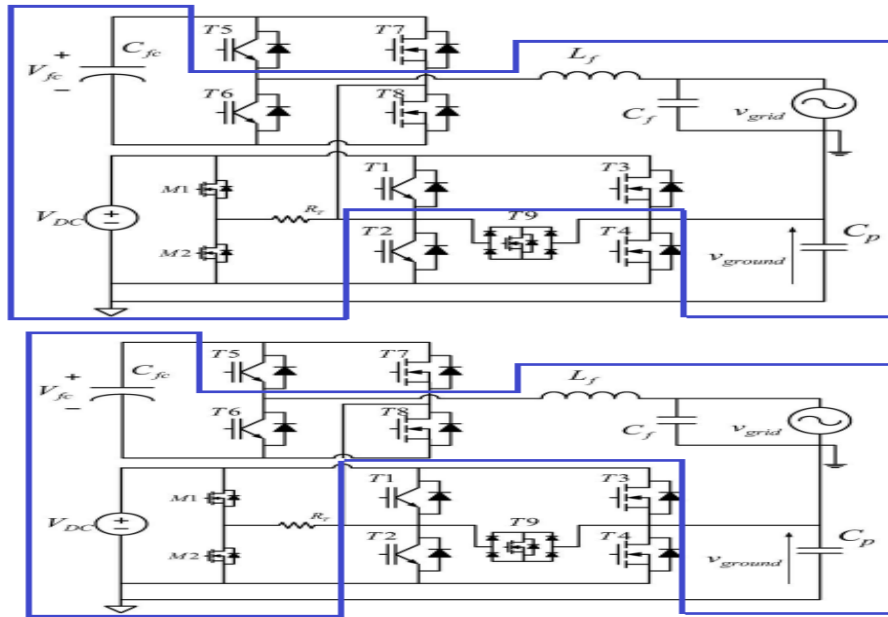 T5 T7
+ C_fc
V_fc L_f
−
T6 T8 C_f v_grid
T1 T3
M1
V_DC R_r T9
M2 T2 T4 C_p
v_ground
T5 T7
+ C_fc
V_fc L_f
−
T6 T8 C_f v_grid
T1 T3
M1
V_DC R_r T9
M2 T2 T4 C_p
v_ground